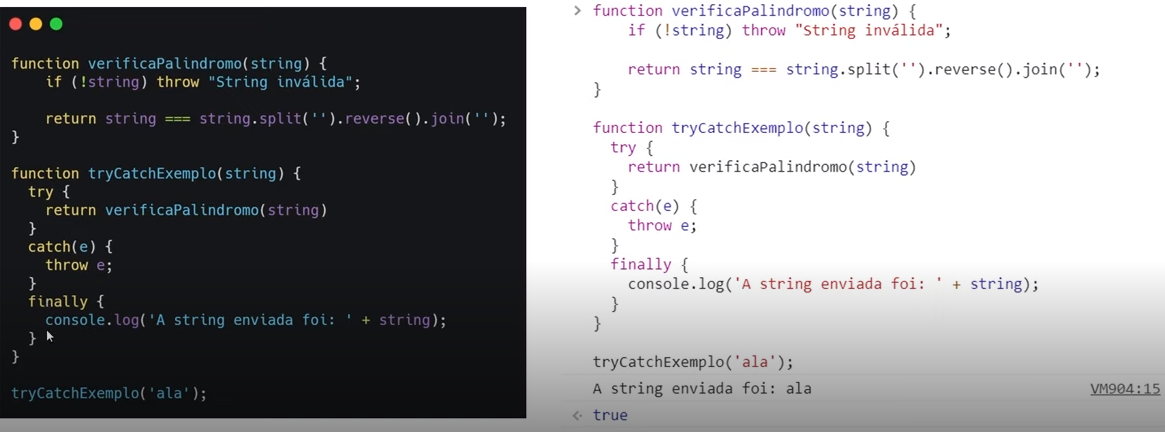 function verificaPalindromo(string) {
    if (!string) throw "String inválida";

    return string === string.split('').reverse().join('');
}

function tryCatchExemplo(string) {
  try {
    return verificaPalindromo(string)
  }
  catch(e) {
    throw e;
  }
  finally {
    console.log('A string enviada foi: ' + string);
  }
}

tryCatchExemplo('ala');
> function verificaPalindromo(string) {
    if (!string) throw "String inválida";

    return string === string.split('').reverse().join('');
}

function tryCatchExemplo(string) {
  try {
    return verificaPalindromo(string)
  }
  catch(e) {
    throw e;
  }
  finally {
    console.log('A string enviada foi: ' + string);
  }
}

tryCatchExemplo('ala');
A string enviada foi: ala VM904:15
true